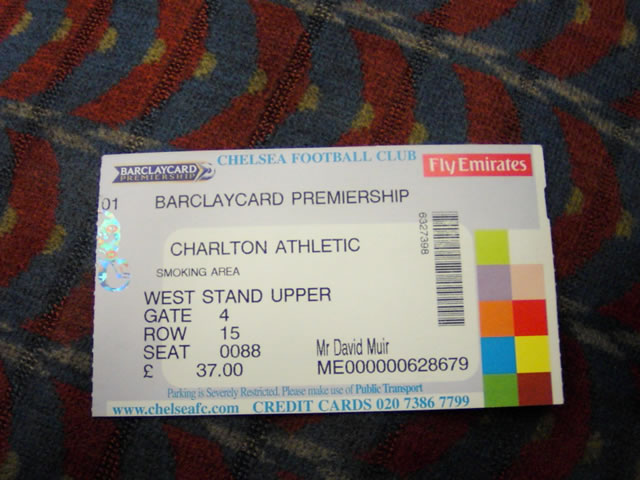 CHELSEA FOOTBALL CLUB
BARCLAYCARD PREMIERSHIP
Fly Emirates
01 BARCLAYCARD PREMIERSHIP
6327398
CHARLTON ATHLETIC
SMOKING AREA
WEST STAND UPPER
GATE 4
ROW 15
SEAT 0088 Mr David Muir
£ 37.00 ME000000628679
Parking is Severely Restricted. Please make use of Public Transport
www.chelseafc.com CREDIT CARDS 020 7386 7799